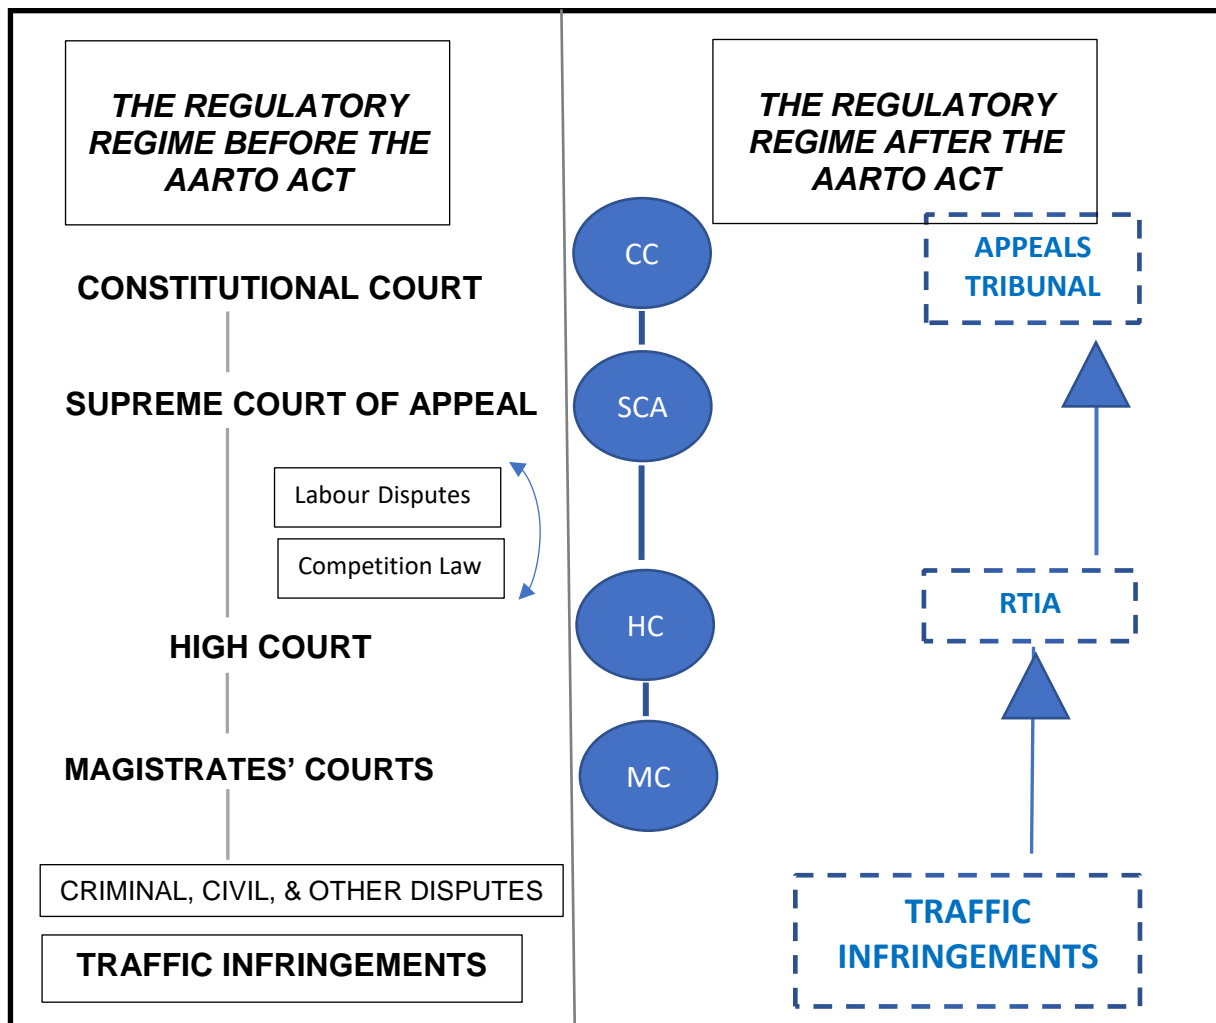 THE REGULATORY
REGIME BEFORE THE
AARTO ACT
CONSTITUTIONAL COURT
SUPREME COURT OF APPEAL
Labour Disputes
Competition Law
HIGH COURT
MAGISTRATES’ COURTS
CRIMINAL, CIVIL, & OTHER DISPUTES
TRAFFIC INFRINGEMENTS
THE REGULATORY
REGIME AFTER THE
AARTO ACT
CC
SCA
HC
MC
APPEALS
TRIBUNAL
RTIA
TRAFFIC
INFRINGEMENTS